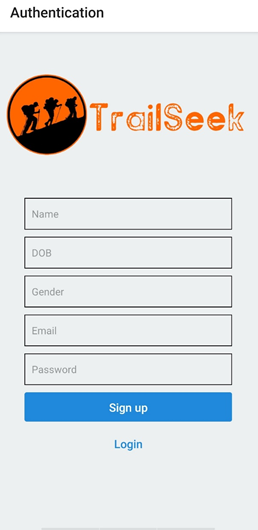 Authentication
TrailSeek
Name
DOB
Gender
Email
Password
Sign up
Login